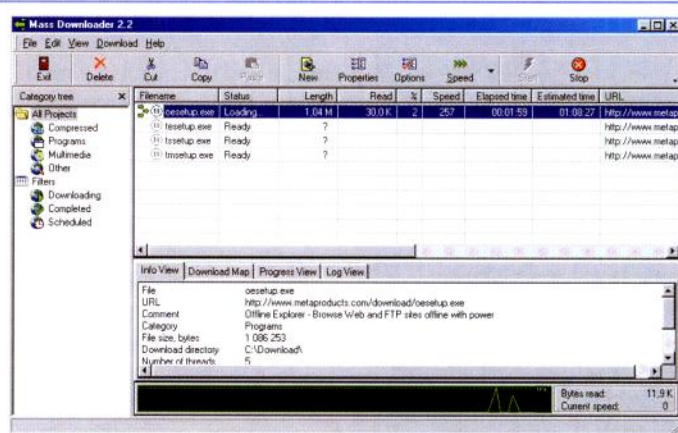 Mass Downloader 2.2
File Edit View Download Help
Exit Delete Cut Copy Paste New Properties Options Speed Start Stop
Category tree
All Projects
Compressed
Programs
Multimedia
Other
Filters
Downloading
Completed
Scheduled
Filename Status Length Read % Speed Elapsed time Estimated time URL
oesetup.exe Loading... 1,04 M 30,0 K 2 257 00:01:59 01:08:27 http://www.metap
tesetup.exe Ready ? http://www.metap
tssetup.exe Ready ? http://www.metap
tmsetup.exe Ready ? http://www.metap
Info View Download Map Progress View Log View
File oesetup.exe
URL http://www.metaproducts.com/download/oesetup.exe
Comment Offline Explorer - Browse Web and FTP sites offline with power
Category Programs
File size, bytes 1 086 253
Download directory C:\Download\
Number of threads 5
Bytes read: 11,9 K
Current speed: 0